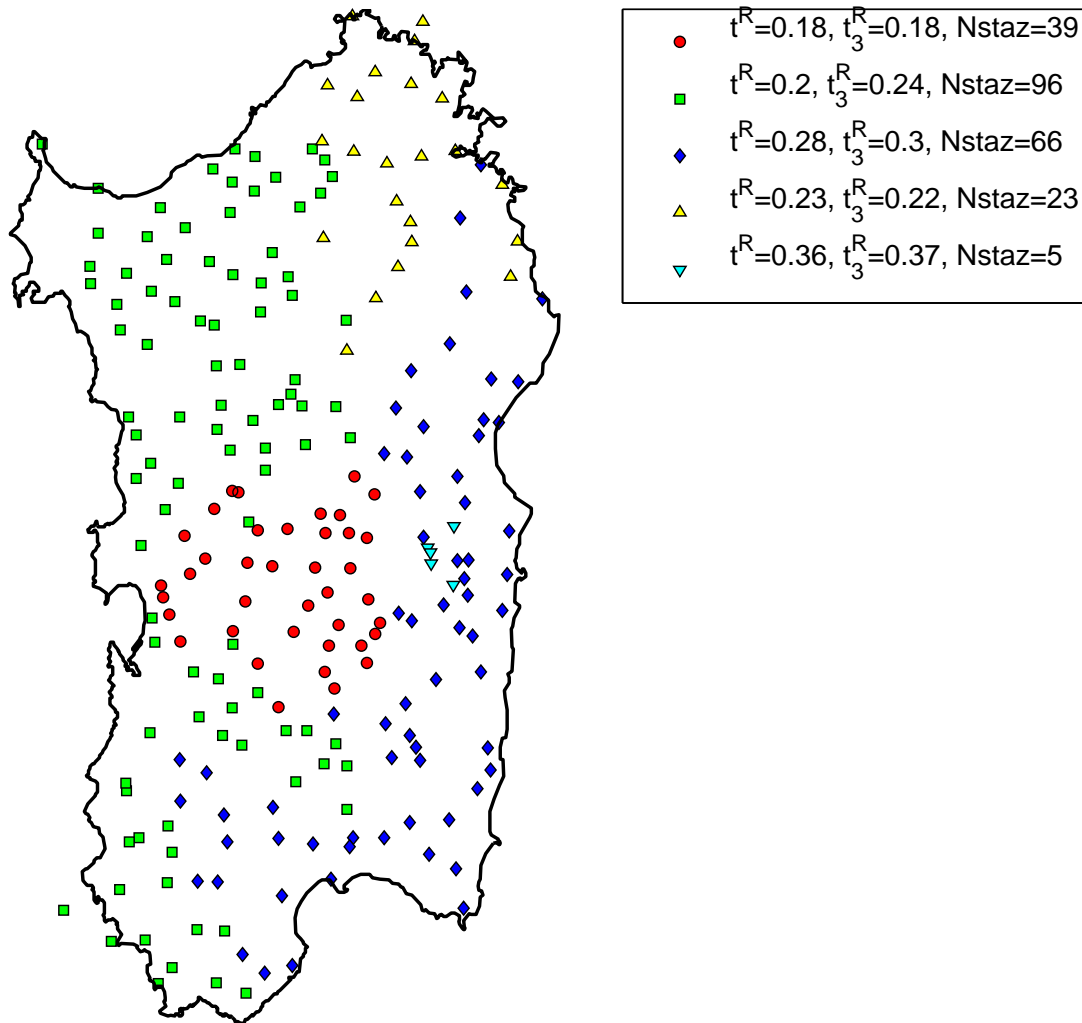 t^R=0.18, t_3^R=0.18, Nstaz=39
t^R=0.2, t_3^R=0.24, Nstaz=96
t^R=0.28, t_3^R=0.3, Nstaz=66
t^R=0.23, t_3^R=0.22, Nstaz=23
t^R=0.36, t_3^R=0.37, Nstaz=5